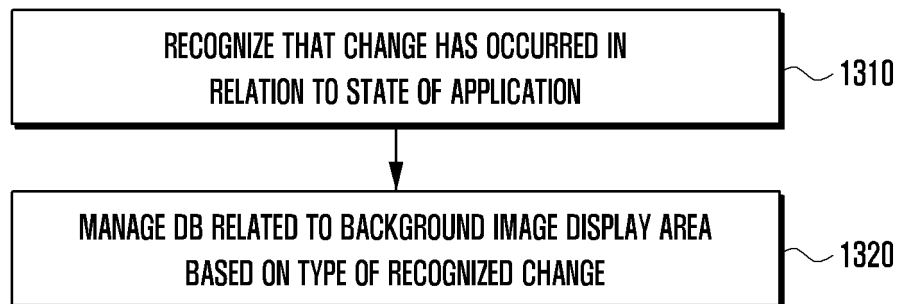 RECOGNIZE THAT CHANGE HAS OCCURRED IN
RELATION TO STATE OF APPLICATION
1310
MANAGE DB RELATED TO BACKGROUND IMAGE DISPLAY AREA
BASED ON TYPE OF RECOGNIZED CHANGE
1320